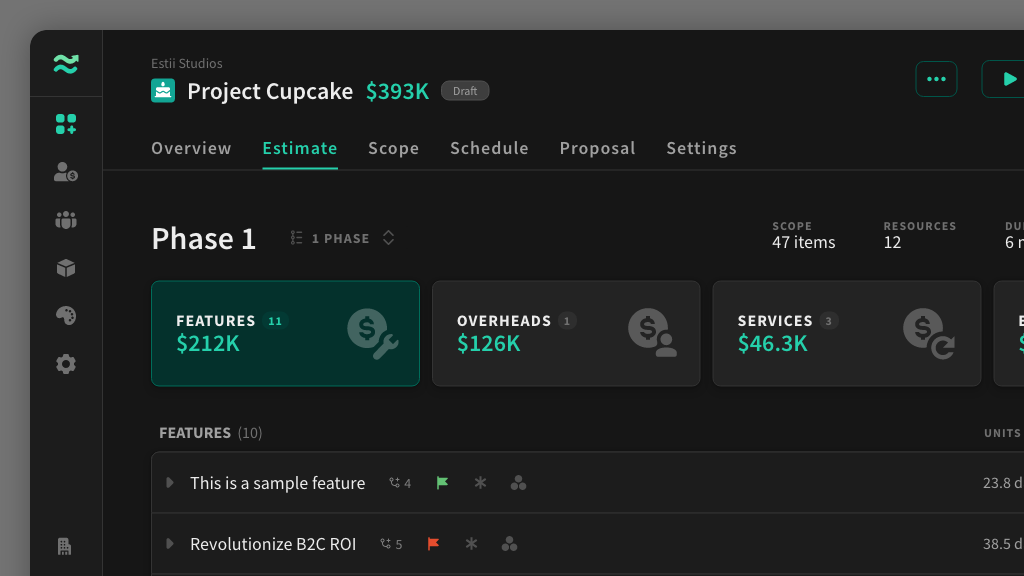 Estii Studios
Project Cupcake $393K Draft
Overview Estimate Scope Schedule Proposal Settings
Phase 1 1 PHASE
SCOPE RESOURCES
47 items 12 6
FEATURES 11 OVERHEADS 1 SERVICES 3
$212K $126K $46.3K
FEATURES (10) UNITS
This is a sample feature 4 23.8 d
Revolutionize B2C ROI 5 38.5 d